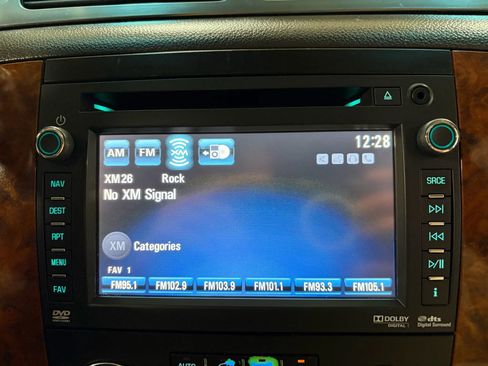 AM FM XM 12:28
XM26 Rock
No XM Signal
XM Categories
FAV 1
FM95.1 FM102.9 FM103.9 FM101.1 FM93.3 FM105.1
NAV
DEST
RPT
MENU
FAV
SRCE
i
DVD
DOLBY
DIGITAL
dts
Digital Surround
AUTO